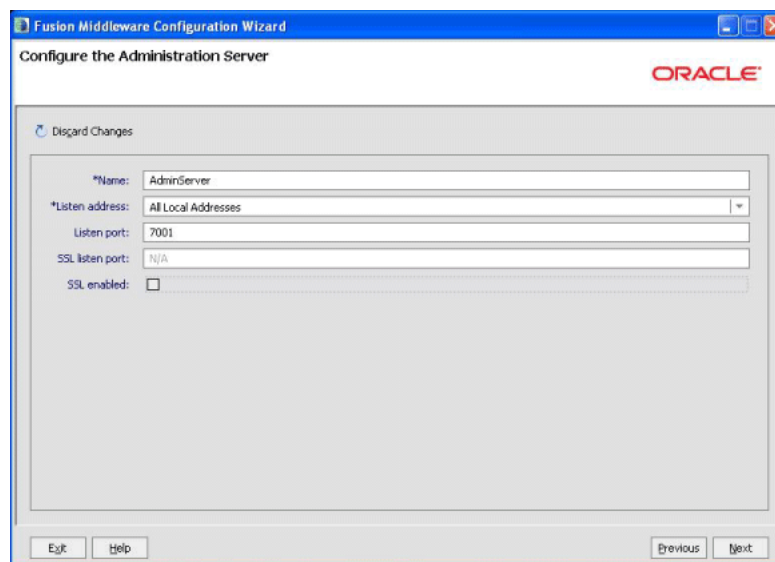 Fusion Middleware Configuration Wizard
Configure the Administration Server
ORACLE
Discard Changes
*Name: AdminServer
*Listen address: All Local Addresses
Listen port: 7001
SSL listen port: N/A
SSL enabled:
Exit Help Previous Next